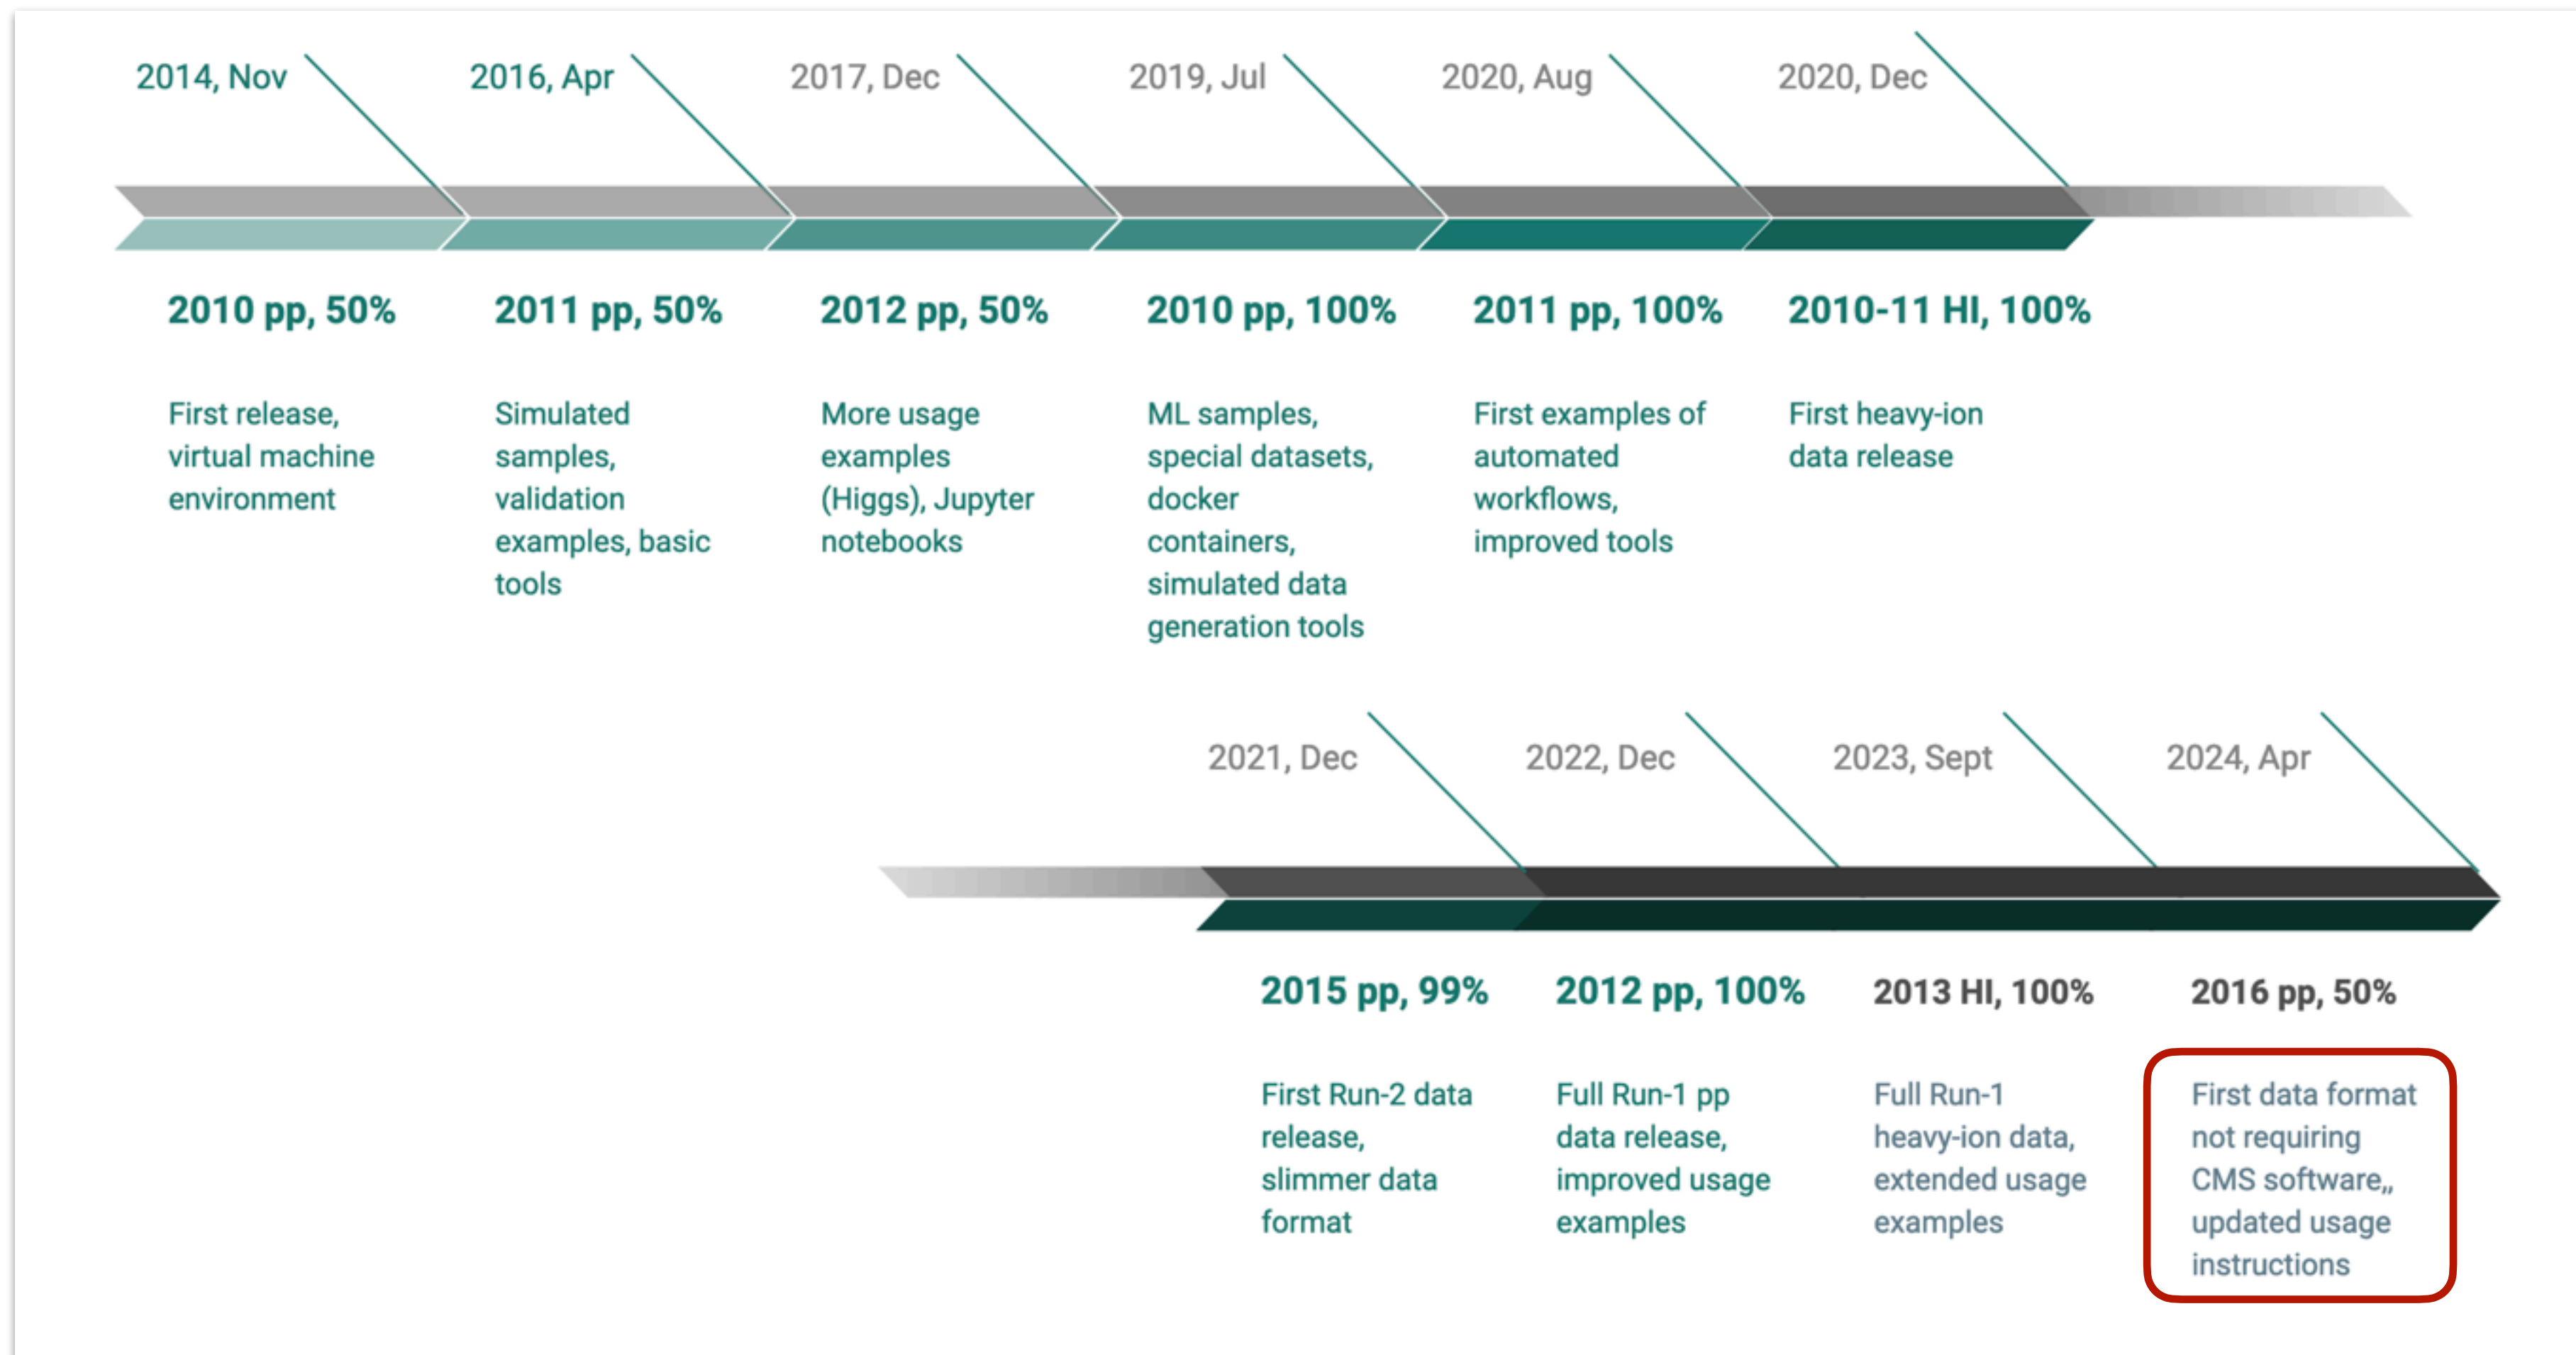 2014, Nov
2016, Apr
2017, Dec
2019, Jul
2020, Aug
2020, Dec
2010 pp, 50%
2011 pp, 50%
2012 pp, 50%
2010 pp, 100%
2011 pp, 100%
2010-11 HI, 100%
First release,
virtual machine
environment
Simulated
samples,
validation
examples, basic
tools
More usage
examples
(Higgs), Jupyter
notebooks
ML samples,
special datasets,
docker
containers,
simulated data
generation tools
First examples of
automated
workflows,
improved tools
First heavy-ion
data release
2021, Dec
2022, Dec
2023, Sept
2024, Apr
2015 pp, 99%
2012 pp, 100%
2013 HI, 100%
2016 pp, 50%
First Run-2 data
release,
slimmer data
format
Full Run-1 pp
data release,
improved usage
examples
Full Run-1
heavy-ion data,
extended usage
examples
First data format
not requiring
CMS software,,
updated usage
instructions